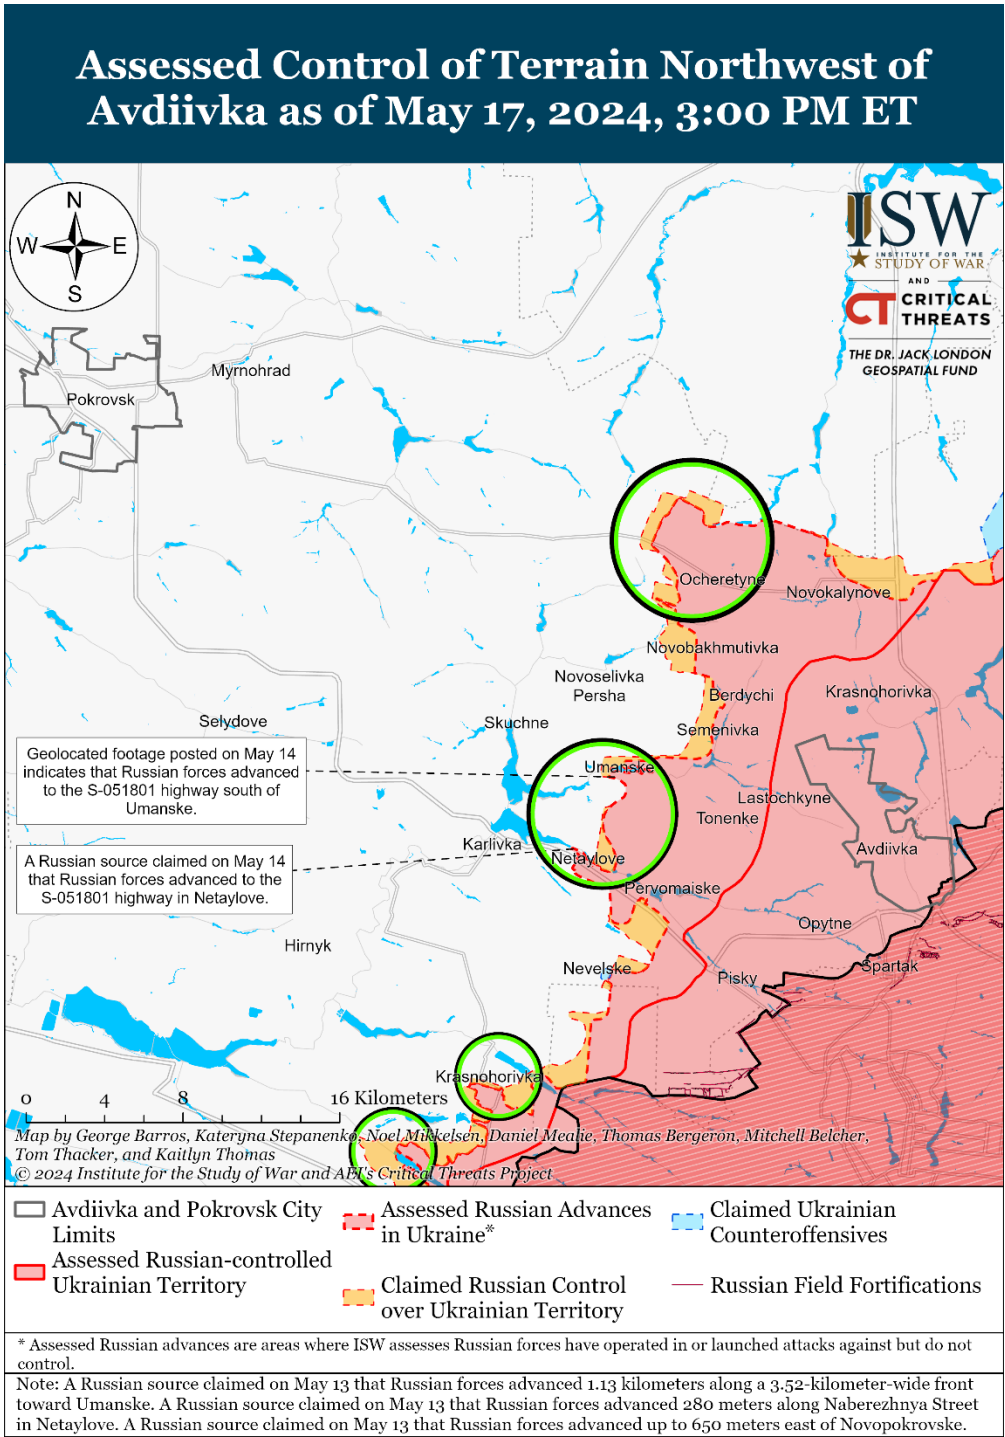 Assessed Control of Terrain Northwest of
Avdiivka as of May 17, 2024, 3:00 PM ET
N
W
E
S
ISW
INSTITUTE FOR THE
STUDY OF WAR
AND
CT CRITICAL
THREATS
THE DR. JACK LONDON
GEOSPATIAL FUND
Myrnohrad
Pokrovsk
Ocheretyne
Novokalynove
Novobakhmutivka
Novoselivka
Persha
Berdychi
Krasnohorivka
Selydove
Skuchne
Semenivka
Geolocated footage posted on May 14
indicates that Russian forces advanced
to the S-051801 highway south of
Umanske.
Umanske
Lastochkyne
Tonenke
Karlivka
Avdiivka
A Russian source claimed on May 14
that Russian forces advanced to the
S-051801 highway in Netaylove.
Netaylove
Pervomaiske
Opytne
Hirnyk
Nevelske
Spartak
Pisky
Krasnohorivka
0 4 8 16 Kilometers
Map by George Barros, Kateryna Stepanenko, Noel Mikkelsen, Daniel Mealie, Thomas Bergeron, Mitchell Belcher,
Tom Thacker, and Kaitlyn Thomas
© 2024 Institute for the Study of War and AEI's Critical Threats Project
Avdiivka and Pokrovsk City
Limits
Assessed Russian-controlled
Ukrainian Territory
Assessed Russian Advances
in Ukraine*
Claimed Russian Control
over Ukrainian Territory
Claimed Ukrainian
Counteroffensives
Russian Field Fortifications
* Assessed Russian advances are areas where ISW assesses Russian forces have operated in or launched attacks against but do not
control.
Note: A Russian source claimed on May 13 that Russian forces advanced 1.13 kilometers along a 3.52-kilometer-wide front
toward Umanske. A Russian source claimed on May 13 that Russian forces advanced 280 meters along Naberezhnya Street
in Netaylove. A Russian source claimed on May 13 that Russian forces advanced up to 650 meters east of Novopokrovske.